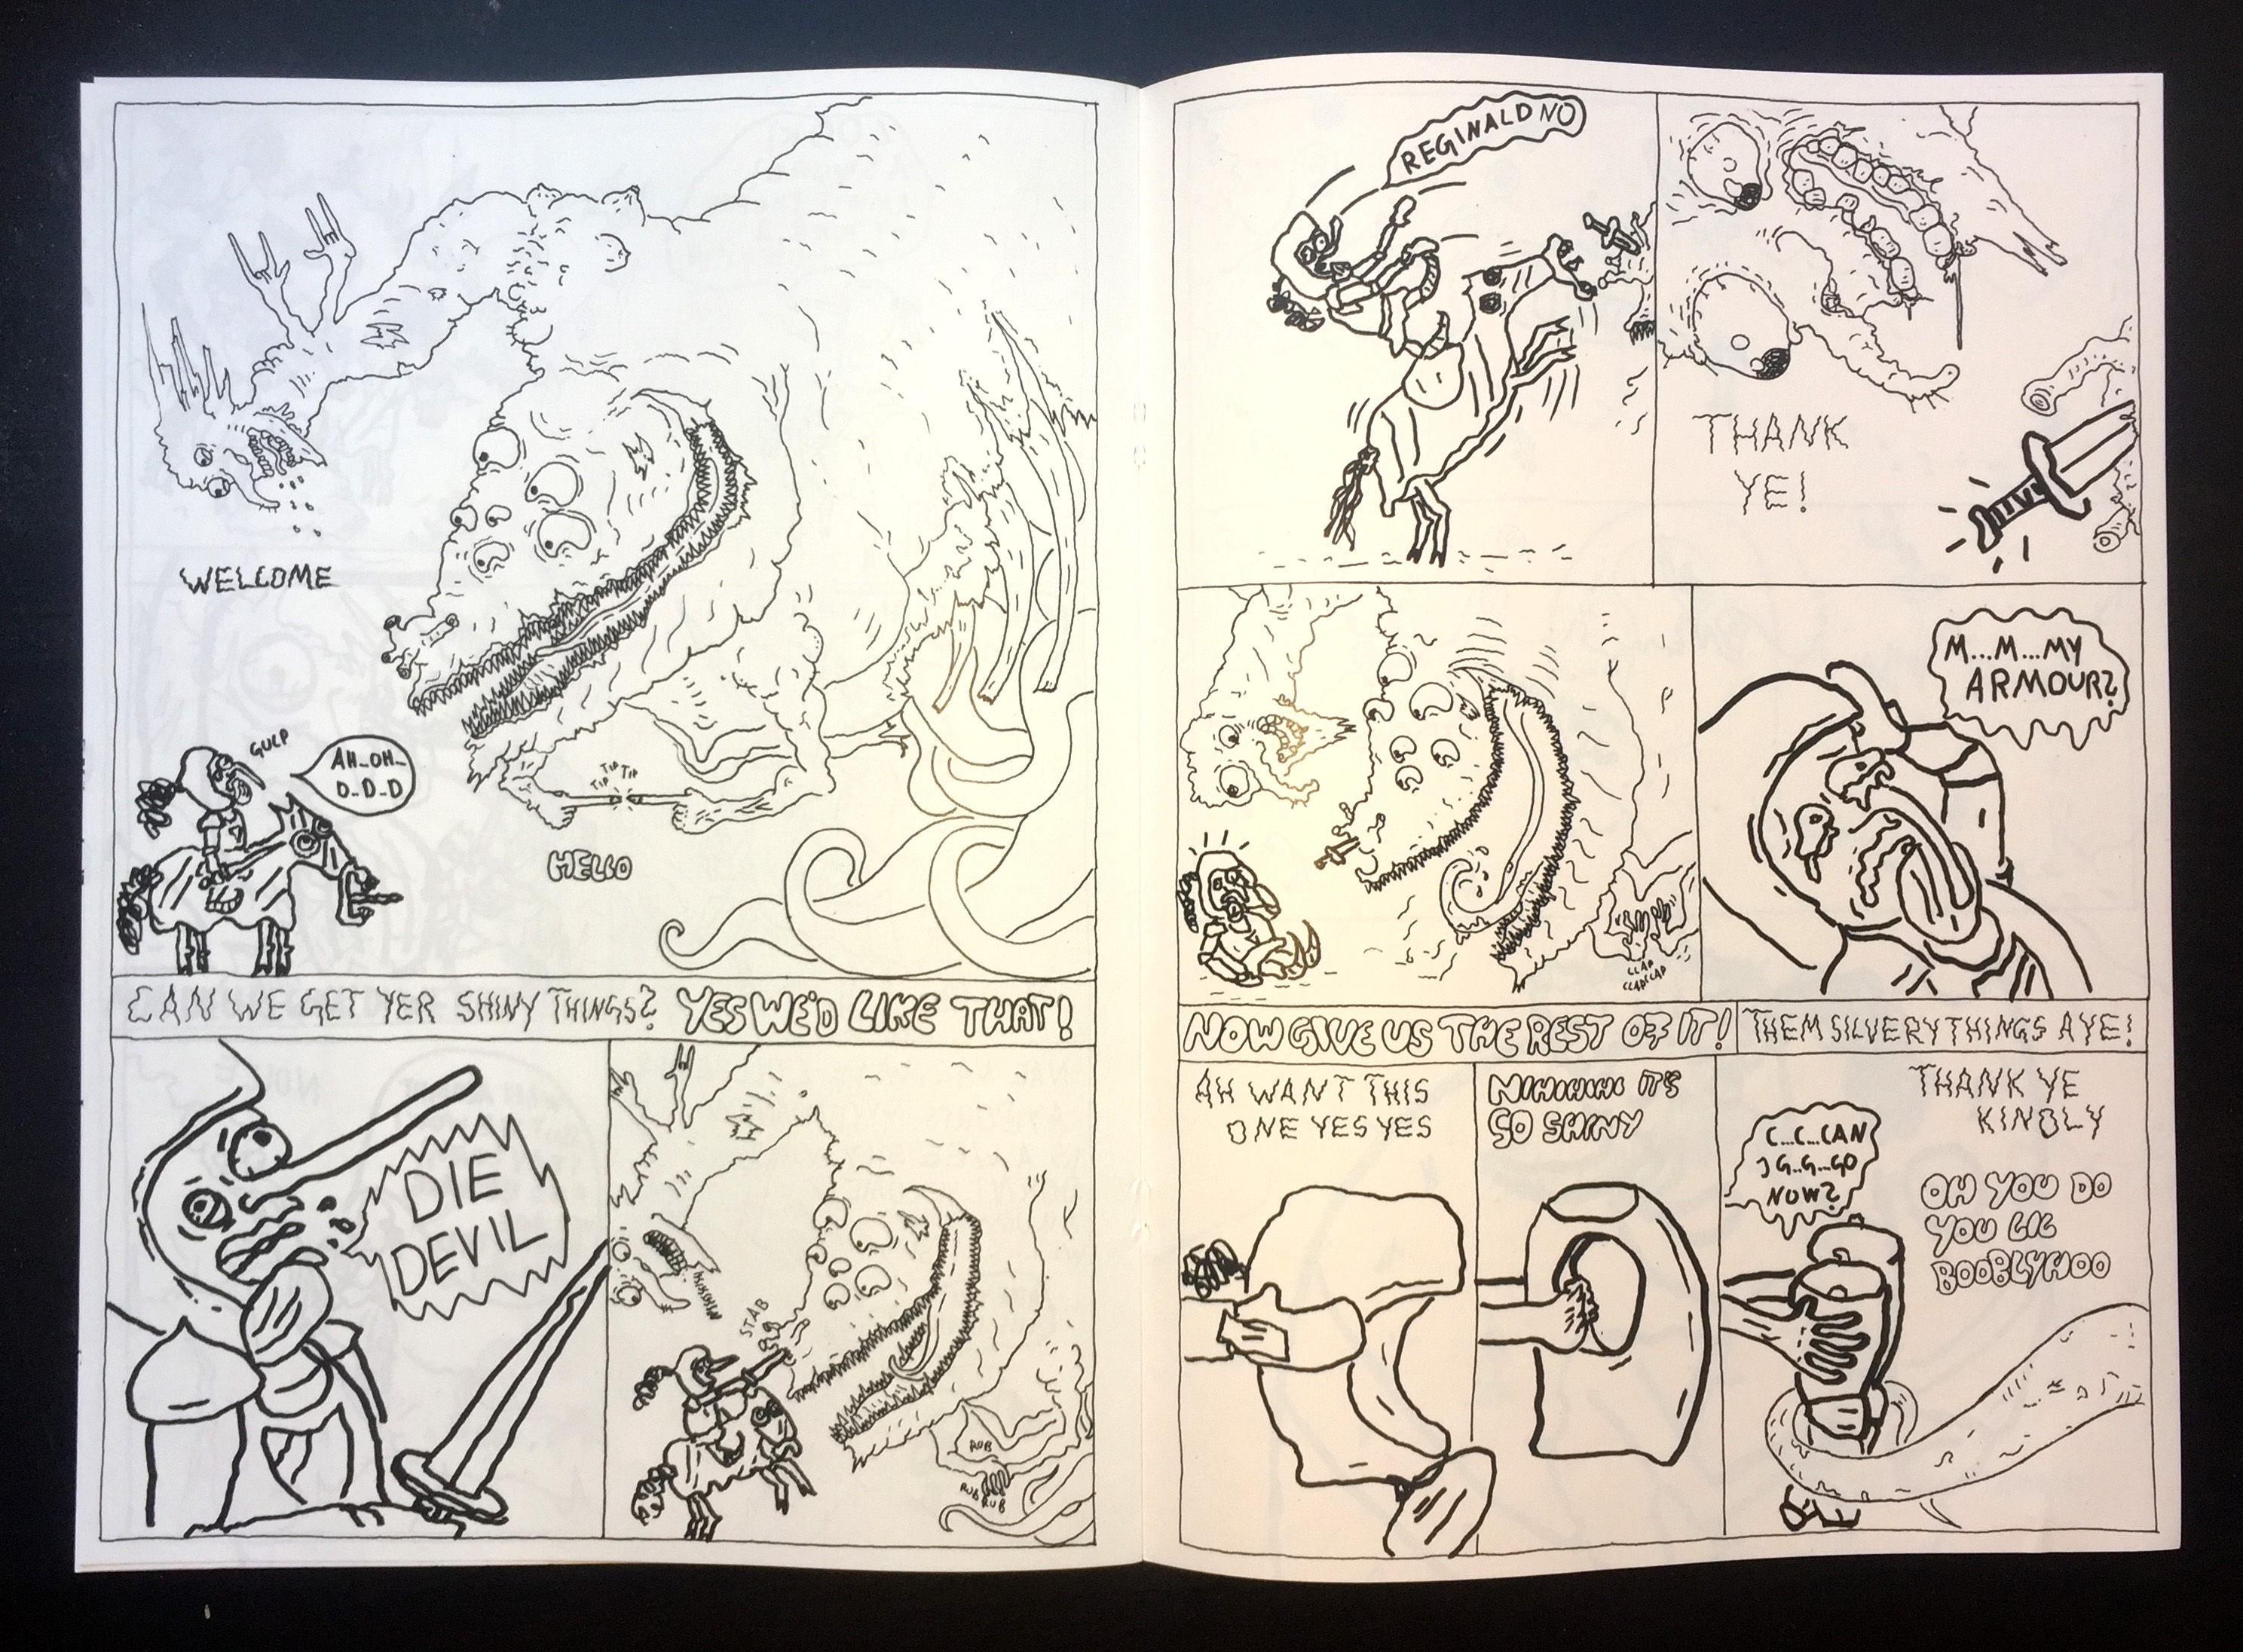 WELCOME
GULP
AH-OH-
D-D-D
TIP TIP TIP
HELLO
CAN WE GET YER SHINY THINGS? YES WE'D LIKE THAT!
DIE
DEVIL
HIHIHIHI
STAB
RUB
RUB RUB
REGINALD NO
THANK
YE!
CLAP
CLAP CLAP
M...M...MY
ARMOUR?
NOW GIVE US THE REST OF IT! THEM SILVERY THINGS AYE!
AH WANT THIS
ONE YES YES
NIHIHIHI IT'S
SO SHINY
C...C...CAN
I G..G...GO
NOW?
THANK YE
KINDLY
OH YOU DO
YOU LIL
BOOBLYHOO